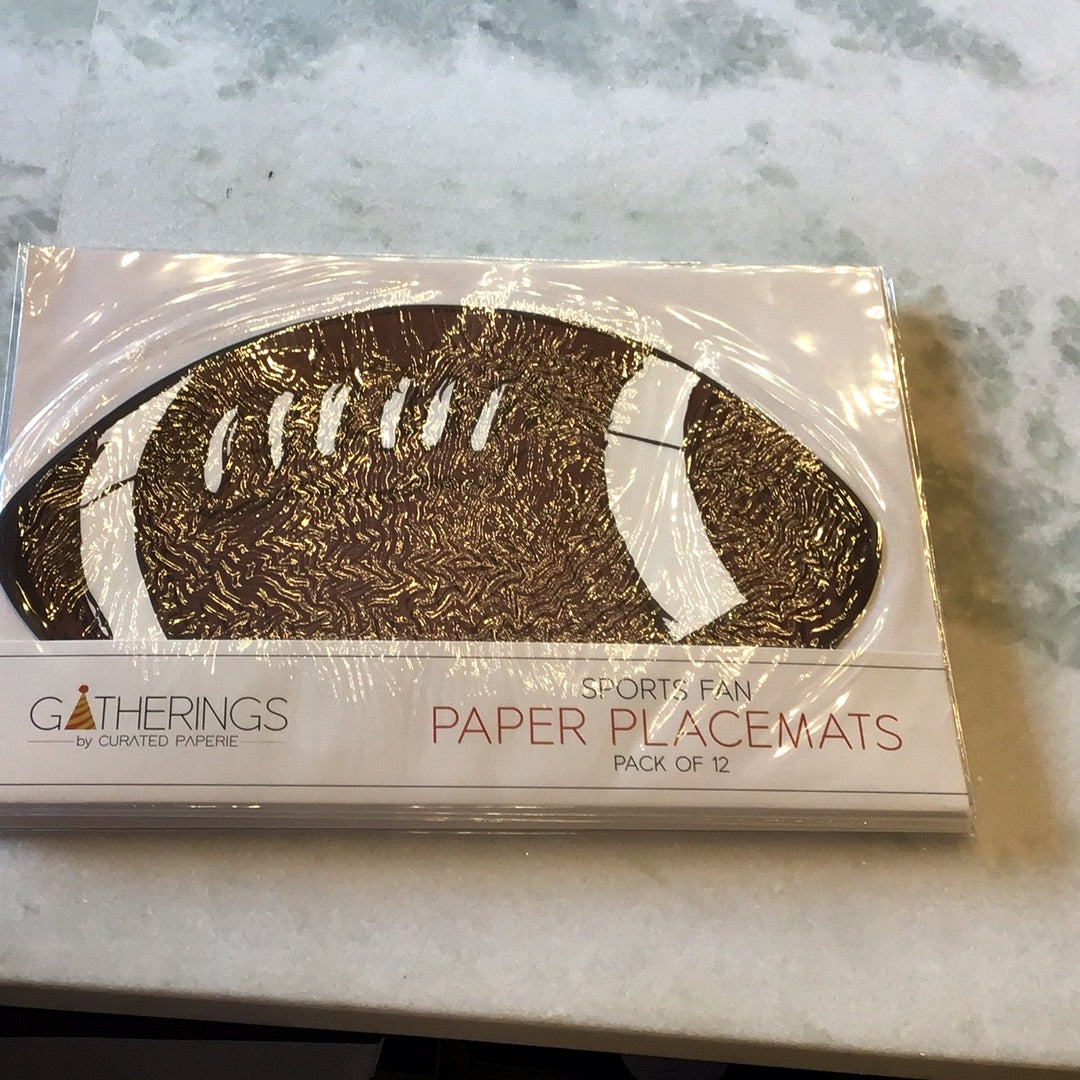 GATHERINGS
by CURATED PAPERIE
SPORTS FAN
PAPER PLACEMATS
PACK OF 12